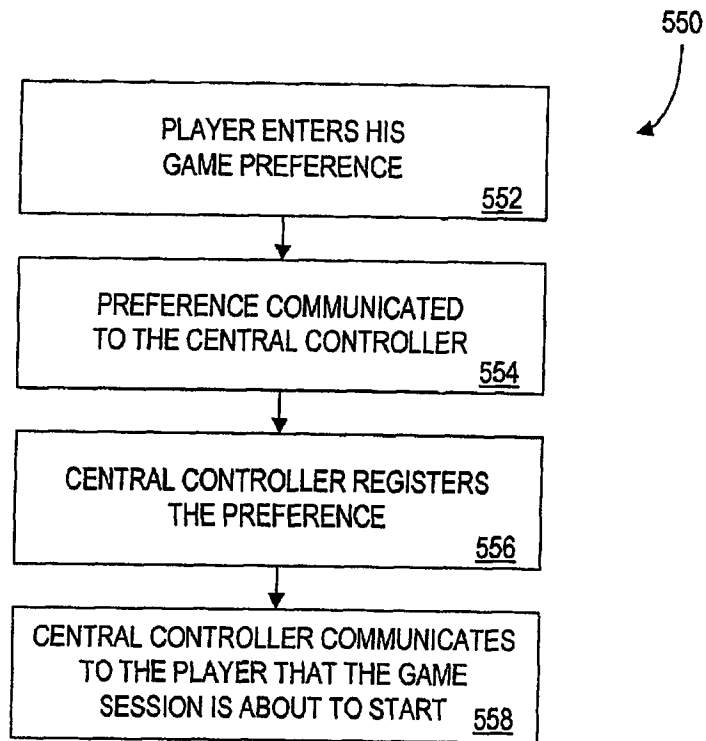 550
PLAYER ENTERS HIS
GAME PREFERENCE
552
PREFERENCE COMMUNICATED
TO THE CENTRAL CONTROLLER
554
CENTRAL CONTROLLER REGISTERS
THE PREFERENCE
556
CENTRAL CONTROLLER COMMUNICATES
TO THE PLAYER THAT THE GAME
SESSION IS ABOUT TO START 558